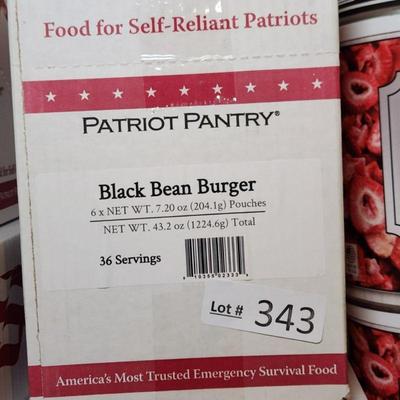 Food for Self-Reliant Patriots
PATRIOT PANTRY®
Black Bean Burger
6 x NET WT. 7.20 oz (204.1g) Pouches
NET WT. 43.2 oz (1224.6g) Total
36 Servings
Lot # 343
America's Most Trusted Emergency Survival Food